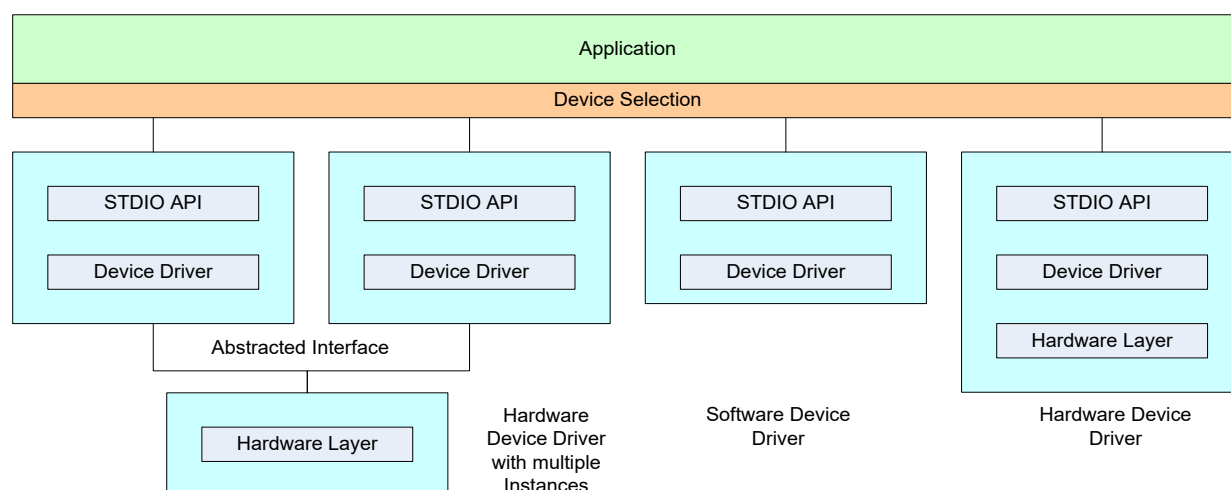 Application
Device Selection
STDIO API
STDIO API
STDIO API
STDIO API
Device Driver
Device Driver
Device Driver
Device Driver
Hardware Layer
Abstracted Interface
Hardware Layer
Hardware
Device Driver
with multiple
Instances
Software Device
Driver
Hardware Device
Driver